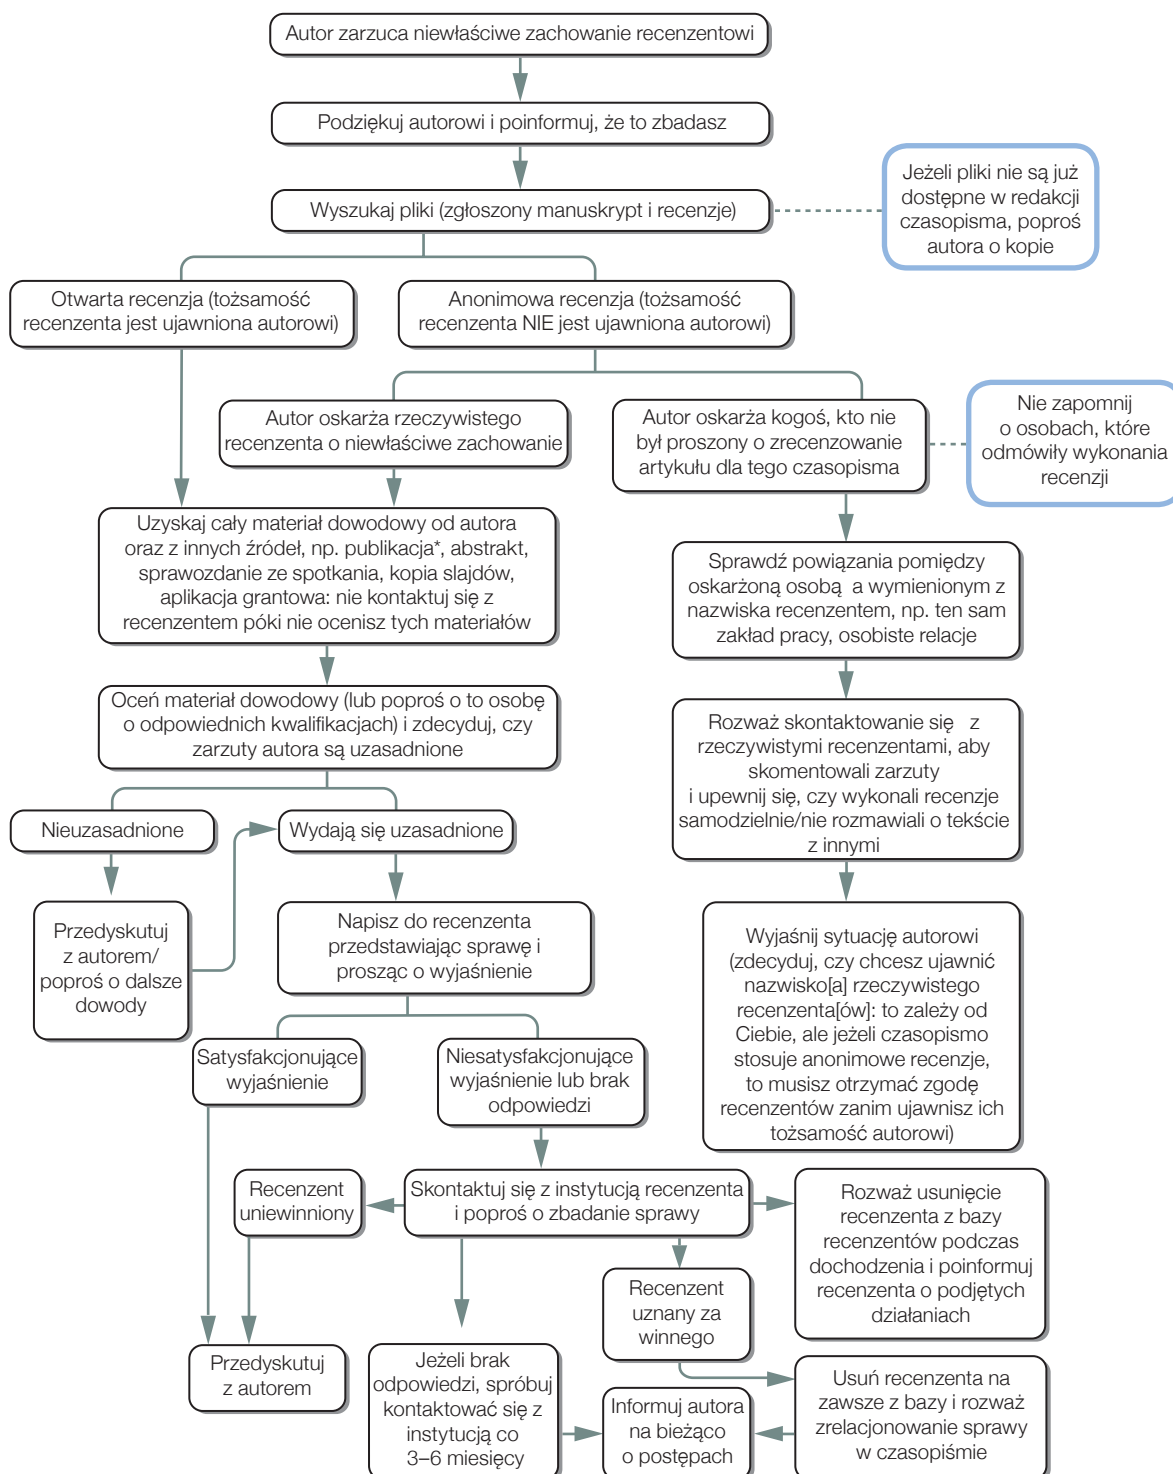 Autor zarzuca niewłaściwe zachowanie recenzentowi
Podziękuj autorowi i poinformuj, że to zbadasz
Wyszukaj pliki (zgłoszony manuskrypt i recenzje)
Jeżeli pliki nie są już
dostępne w redakcji
czasopisma, poproś
autora o kopie
Otwarta recenzja (tożsamość
recenzenta jest ujawniona autorowi)
Anonimowa recenzja (tożsamość
recenzenta NIE jest ujawniona autorowi)
Autor oskarża rzeczywistego
recenzenta o niewłaściwe zachowanie
Autor oskarża kogoś, kto nie
był proszony o zrecenzowanie
artykułu dla tego czasopisma
Nie zapomnij
o osobach, które
odmówiły wykonania
recenzji
Uzyskaj cały materiał dowodowy od autora
oraz z innych źródeł, np. publikacja*, abstrakt,
sprawozdanie ze spotkania, kopia slajdów,
aplikacja grantowa: nie kontaktuj się z
recenzentem póki nie ocenisz tych materiałów
Sprawdź powiązania pomiędzy
oskarżoną osobą a wymienionym z
nazwiska recenzentem, np. ten sam
zakład pracy, osobiste relacje
Oceń materiał dowodowy (lub poproś o to osobę
o odpowiednich kwalifikacjach) i zdecyduj, czy
zarzuty autora są uzasadnione
Rozważ skontaktowanie się z
rzeczywistymi recenzentami, aby
skomentowali zarzuty
i upewnij się, czy wykonali recenzje
samodzielnie/nie rozmawiali o tekście
z innymi
Nieuzasadnione
Wydają się uzasadnione
Przedyskutuj
z autorem/
poproś o dalsze
dowody
Napisz do recenzenta
przedstawiając sprawę i
prosząc o wyjaśnienie
Wyjaśnij sytuację autorowi
(zdecyduj, czy chcesz ujawnić
nazwisko[a] rzeczywistego
recenzenta[ów]: to zależy od
Ciebie, ale jeżeli czasopismo
stosuje anonimowe recenzje,
to musisz otrzymać zgodę
recenzentów zanim ujawnisz ich
tożsamość autorowi)
Satysfakcjonujące
wyjaśnienie
Niesatysfakcjonujące
wyjaśnienie lub brak
odpowiedzi
Recenzent
uniewinniony
Skontaktuj się z instytucją recenzenta
i poproś o zbadanie sprawy
Rozważ usunięcie
recenzenta z bazy
recenzentów podczas
dochodzenia i poinformuj
recenzenta o podjętych
działaniach
Recenzent
uznany za
winnego
Przedyskutuj
z autorem
Jeżeli brak
odpowiedzi, spróbuj
kontaktować się z
instytucją co
3–6 miesięcy
Informuj autora
na bieżąco
o postępach
Usuń recenzenta na
zawsze z bazy i rozważ
zrelacjonowanie sprawy
w czasopiśmie